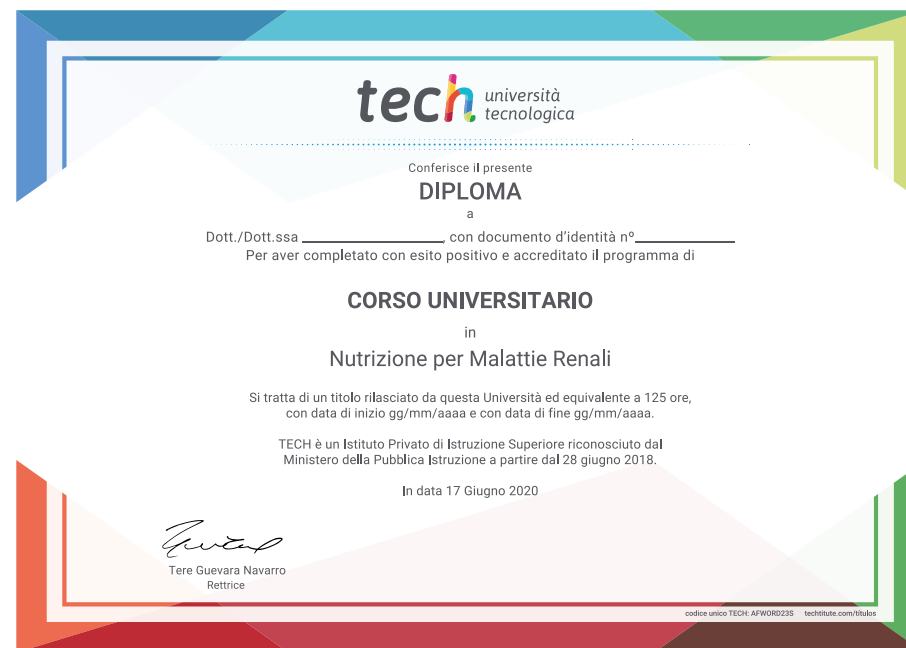 tech università
tecnologica
Conferisce il presente
DIPLOMA
a
Dott./Dott.ssa ____________, con documento d'identità nº____________
Per aver completato con esito positivo e accreditato il programma di
CORSO UNIVERSITARIO
in
Nutrizione per Malattie Renali
Si tratta di un titolo rilasciato da questa Università ed equivalente a 125 ore,
con data di inizio gg/mm/aaaa e con data di fine gg/mm/aaaa.
TECH è un Istituto Privato di Istruzione Superiore riconosciuto dal
Ministero della Pubblica Istruzione a partire dal 28 giugno 2018.
In data 17 Giugno 2020
Tere Guevara Navarro
Rettrice
codice unico TECH: AFWORD23S techtitute.com/titulos